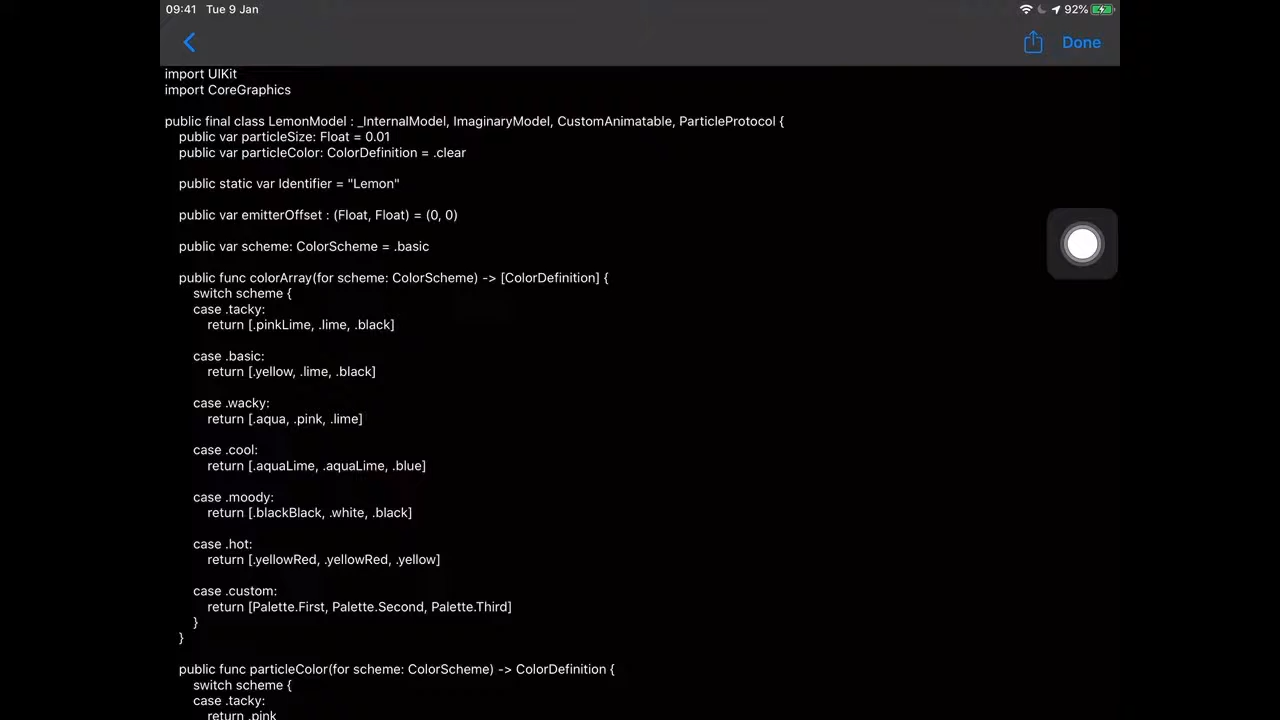 09:41 Tue 9 Jan 92%
Done
import UIKit
import CoreGraphics
public final class LemonModel : _InternalModel, ImaginaryModel, CustomAnimatable, ParticleProtocol {
public var particleSize: Float = 0.01
public var particleColor: ColorDefinition = .clear
public static var Identifier = "Lemon"
public var emitterOffset : (Float, Float) = (0, 0)
public var scheme: ColorScheme = .basic
public func colorArray(for scheme: ColorScheme) -> [ColorDefinition] {
switch scheme {
case .tacky:
return [.pinkLime, .lime, .black]
case .basic:
return [.yellow, .lime, .black]
case .wacky:
return [.aqua, .pink, .lime]
case .cool:
return [.aquaLime, .aquaLime, .blue]
case .moody:
return [.blackBlack, .white, .black]
case .hot:
return [.yellowRed, .yellowRed, .yellow]
case .custom:
return [Palette.First, Palette.Second, Palette.Third]
}
}
public func particleColor(for scheme: ColorScheme) -> ColorDefinition {
switch scheme {
case .tacky:
return .pink